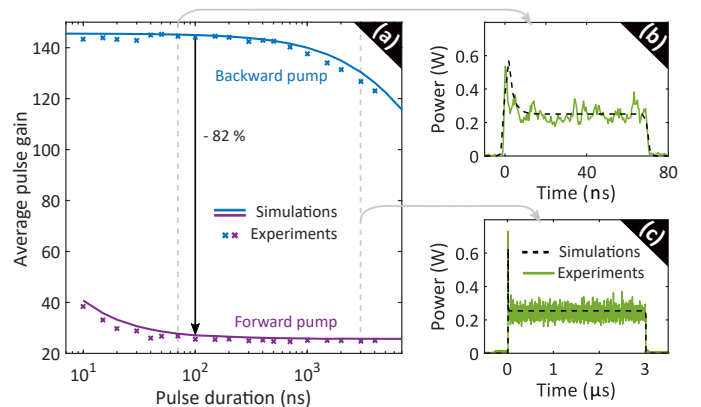 (a)
Average pulse gain
140
120
100
80
60
40
20
Backward pump
- 82 %
Simulations
Experiments
Forward pump
10¹
10²
10³
Pulse duration (ns)
(b)
Power (W)
0.6
0.4
0.2
0
0
40
80
Time (ns)
(c)
Power (W)
0.6
0.4
0.2
0
Simulations
Experiments
0
1
2
3
Time (μs)